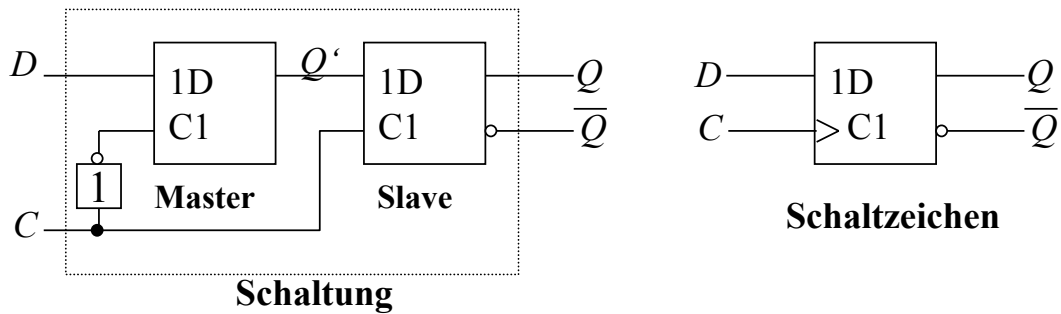 D 1D Q‘ 1D Q
C1 C1 Q
1 Master Slave
C
Schaltung
D 1D Q
C C1 Q
Schaltzeichen